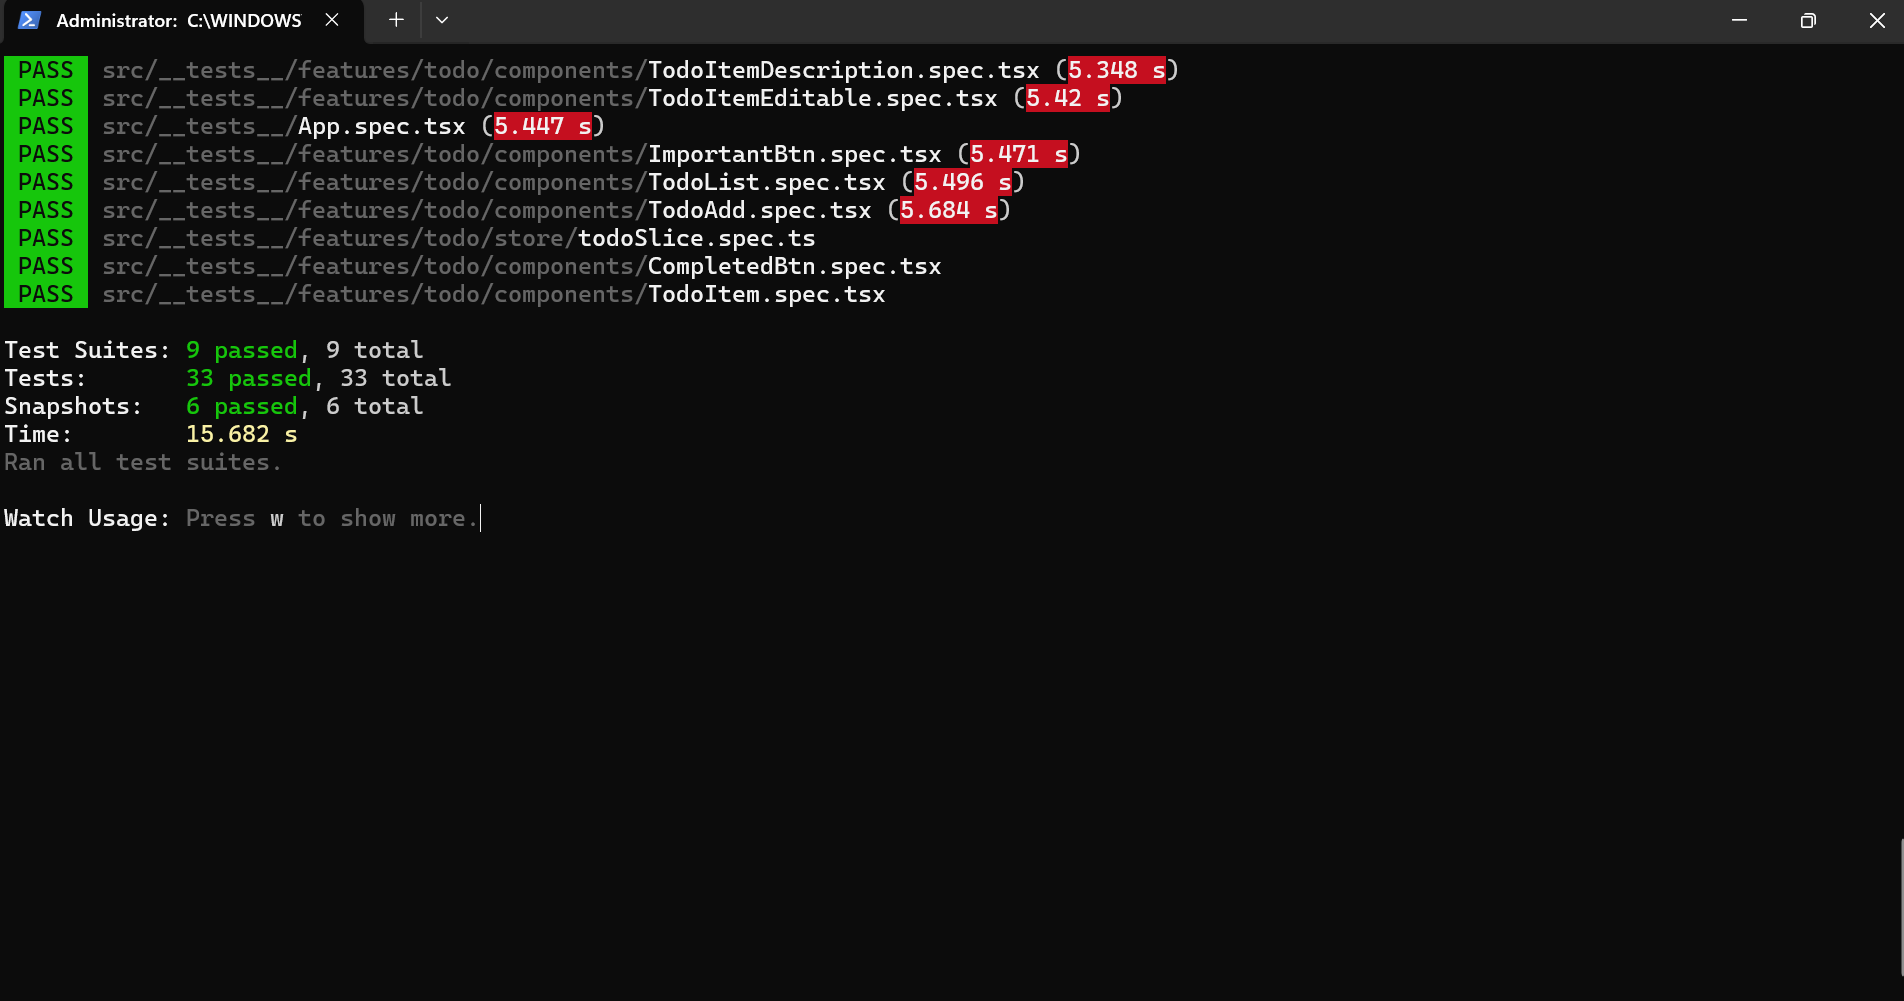 Administrator: C:\WINDOWS
PASS src/__tests__/features/todo/components/TodoItemDescription.spec.tsx (5.348 s)
PASS src/__tests__/features/todo/components/TodoItemEditable.spec.tsx (5.42 s)
PASS src/__tests__/App.spec.tsx (5.447 s)
PASS src/__tests__/features/todo/components/ImportantBtn.spec.tsx (5.471 s)
PASS src/__tests__/features/todo/components/TodoList.spec.tsx (5.496 s)
PASS src/__tests__/features/todo/components/TodoAdd.spec.tsx (5.684 s)
PASS src/__tests__/features/todo/store/todoSlice.spec.ts
PASS src/__tests__/features/todo/components/CompletedBtn.spec.tsx
PASS src/__tests__/features/todo/components/TodoItem.spec.tsx
Test Suites: 9 passed, 9 total
Tests: 33 passed, 33 total
Snapshots: 6 passed, 6 total
Time: 15.682 s
Ran all test suites.
Watch Usage: Press w to show more.